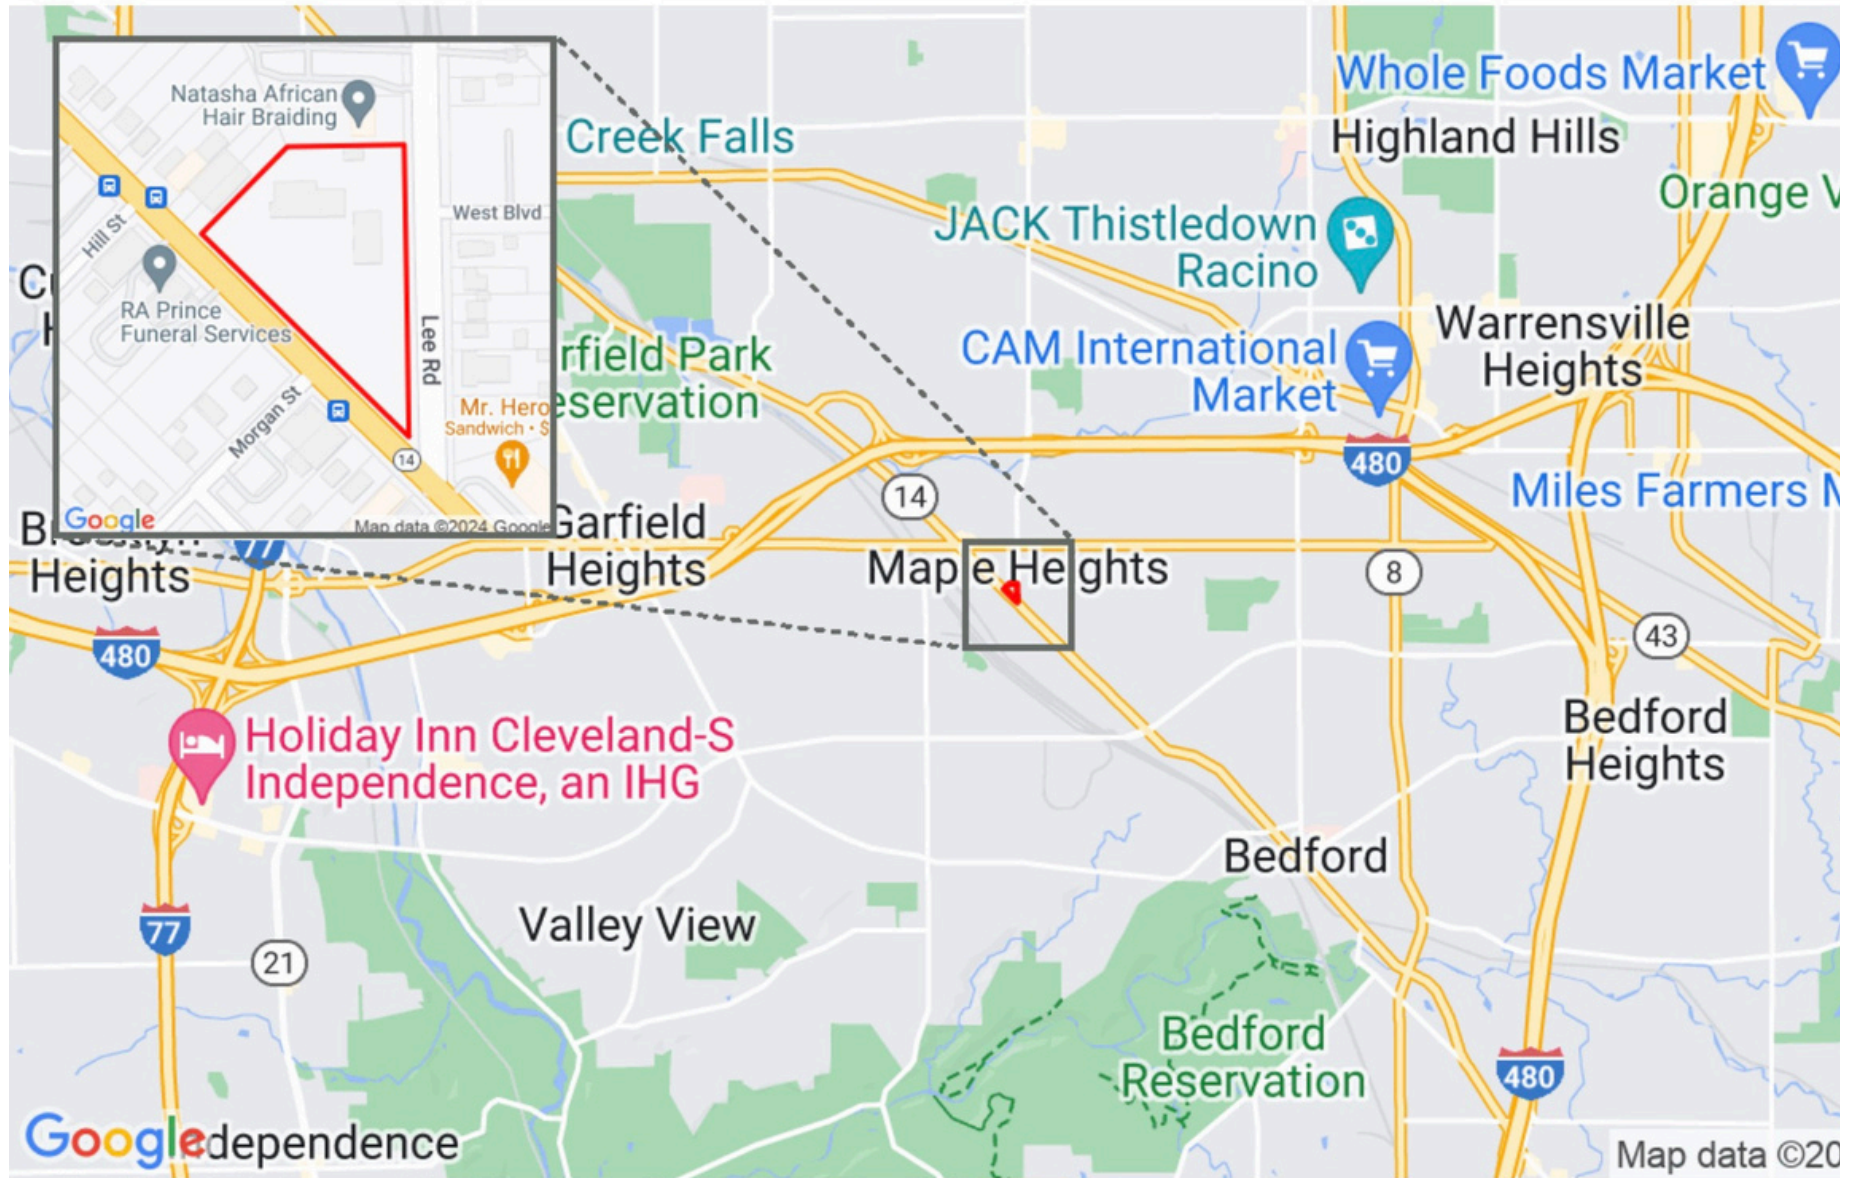 Natasha African
Hair Braiding
West Blvd
Hill St
RA Prince
Funeral Services
Lee Rd
Morgan St
Mr. Hero
Sandwich • $
14
Google
Map data ©2024 Google
Creek Falls
Whole Foods Market
Highland Hills
Orange V
JACK Thistledown
Racino
Warrensville
Heights
CAM International
Market
rfield Park
eservation
480
Miles Farmers M
14
Garfield
Heights
Maple Heights
8
77
Heights
480
43
Holiday Inn Cleveland-S
Independence, an IHG
Bedford
Heights
Bedford
Valley View
77
21
Bedford
Reservation
480
Google
dependence
Map data ©20